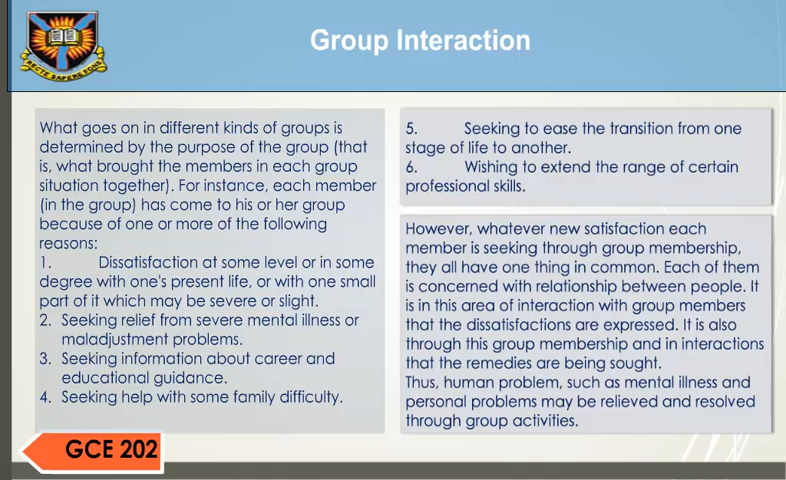 Group Interaction
What goes on in different kinds of groups is
determined by the purpose of the group (that
is, what brought the members in each group
situation together). For instance, each member
(in the group) has come to his or her group
because of one or more of the following
reasons:
1. Dissatisfaction at some level or in some
degree with one's present life, or with one small
part of it which may be severe or slight.
2. Seeking relief from severe mental illness or
maladjustment problems.
3. Seeking information about career and
educational guidance.
4. Seeking help with some family difficulty.
5. Seeking to ease the transition from one
stage of life to another.
6. Wishing to extend the range of certain
professional skills.
However, whatever new satisfaction each
member is seeking through group membership,
they all have one thing in common. Each of them
is concerned with relationship between people. It
is in this area of interaction with group members
that the dissatisfactions are expressed. It is also
through this group membership and in interactions
that the remedies are being sought.
Thus, human problem, such as mental illness and
personal problems may be relieved and resolved
through group activities.
GCE 202